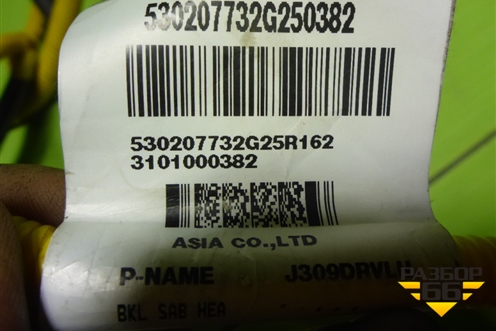 530207732G250382
530207732G25R162
3101000382
ASIA CO.,LTD
P-NAME J309DRVLH
BKL SAB HEA
РАЗБОР
66